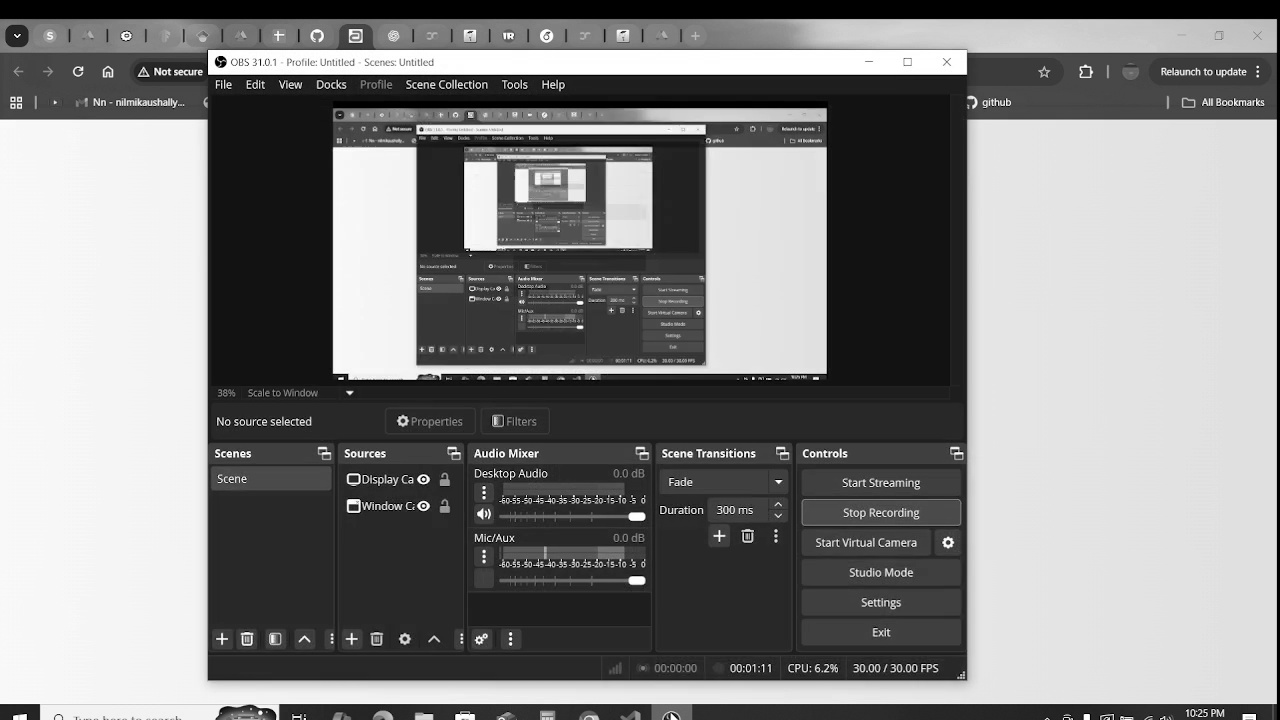 OBS 31.0.1 - Profile: Untitled - Scenes: Untitled
Not secure
Relaunch to update
File Edit View Docks Profile Scene Collection Tools Help
Nn - nilmikaushally...
github
All Bookmarks
38% Scale to Window
No source selected
Properties
Filters
Scenes
Sources
Audio Mixer
Scene Transitions
Controls
Scene
DIsplay Ca
Window Ca
Desktop Audio 0.0 dB
-60 -55 -50 -45 -40 -35 -30 -25 -20 -15 -10 -5 0
Mic/Aux 0.0 dB
-60 -55 -50 -45 -40 -35 -30 -25 -20 -15 -10 -5 0
Fade
Duration 300 ms
Start Streaming
Stop Recording
Start Virtual Camera
Studio Mode
Settings
Exit
00:00:00
00:01:11
CPU: 6.2%
30.00 / 30.00 FPS
Type here to search
10:25 PM